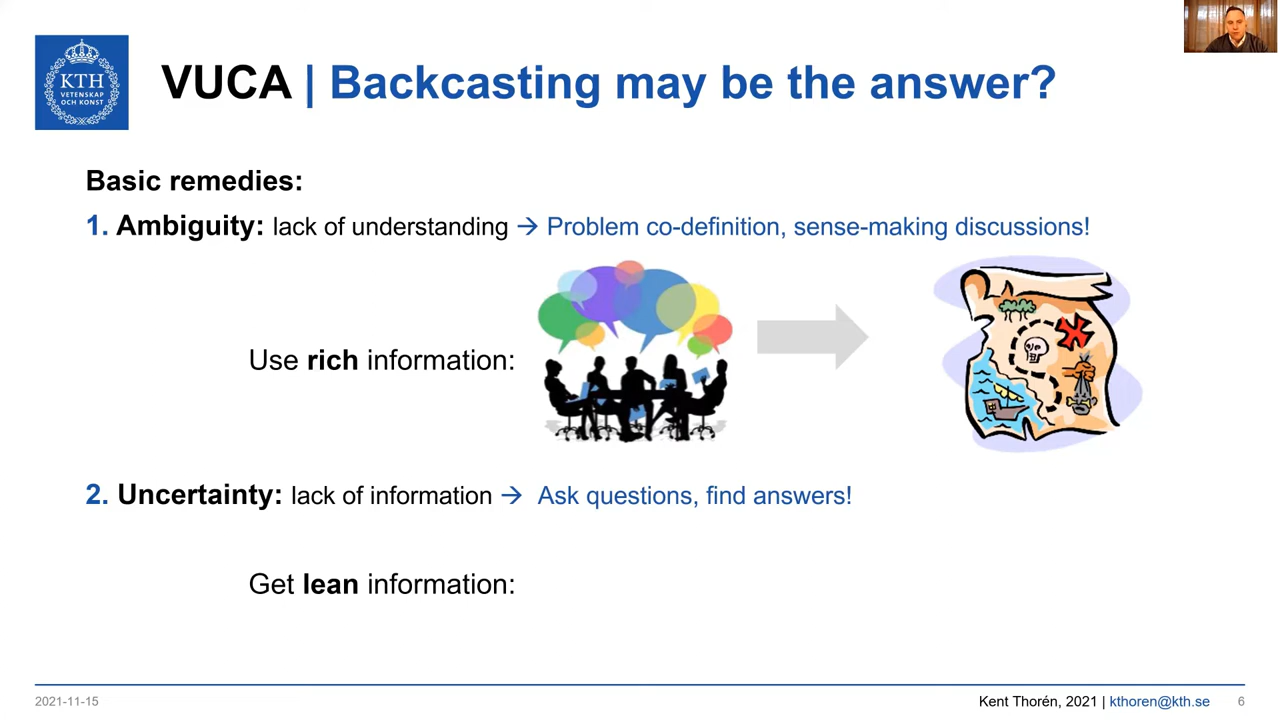 KTH
VETENSKAP
OCH KONST
VUCA | Backcasting may be the answer?
Basic remedies:
1. Ambiguity: lack of understanding → Problem co-definition, sense-making discussions!
Use rich information:
2. Uncertainty: lack of information → Ask questions, find answers!
Get lean information:
2021-11-15
Kent Thorén, 2021 | kthoren@kth.se
6